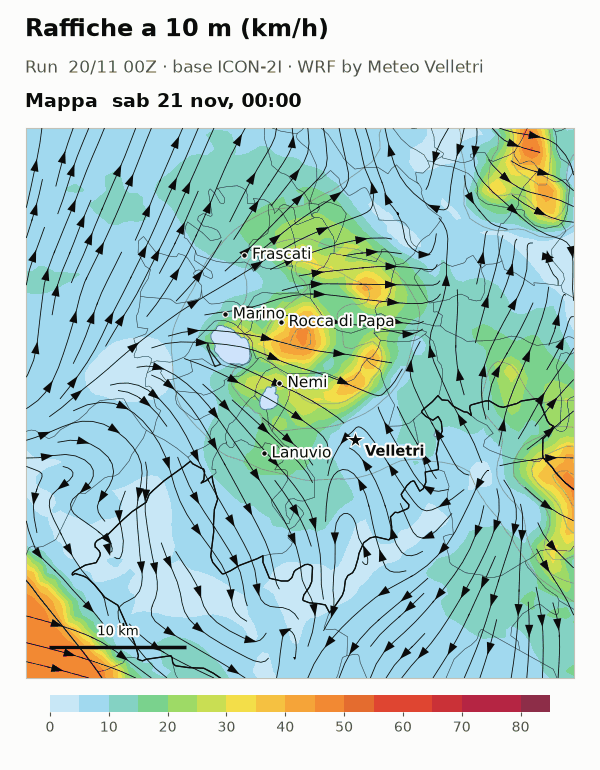 Raffiche a 10 m (km/h)
Run 20/11 00Z · base ICON-2I · WRF by Meteo Velletri
Mappa sab 21 nov, 00:00
Frascati
Marino
Rocca di Papa
Nemi
Velletri
Lanuvio
10 km
0 10 20 30 40 50 60 70 80